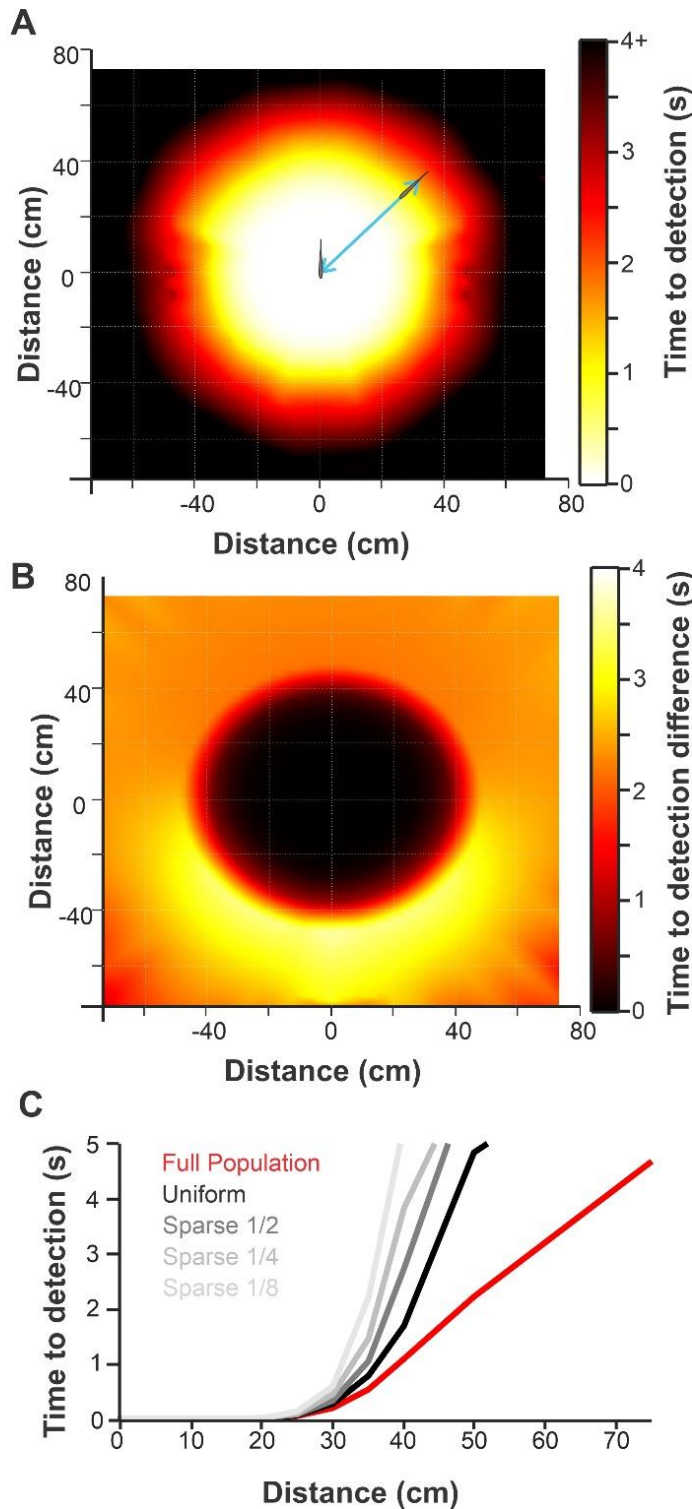 A
80
40
0
-40
Distance (cm)
-40
0
40
80
Distance (cm)
4+
3
2
1
0
Time to detection (s)
B
80
40
0
-40
Distance (cm)
-40
0
40
80
Distance (cm)
4
3
2
1
0
Time to detection difference (s)
C
5
4
3
2
1
0
Time to detection (s)
Full Population
Uniform
Sparse 1/2
Sparse 1/4
Sparse 1/8
0
10
20
30
40
50
60
70
Distance (cm)